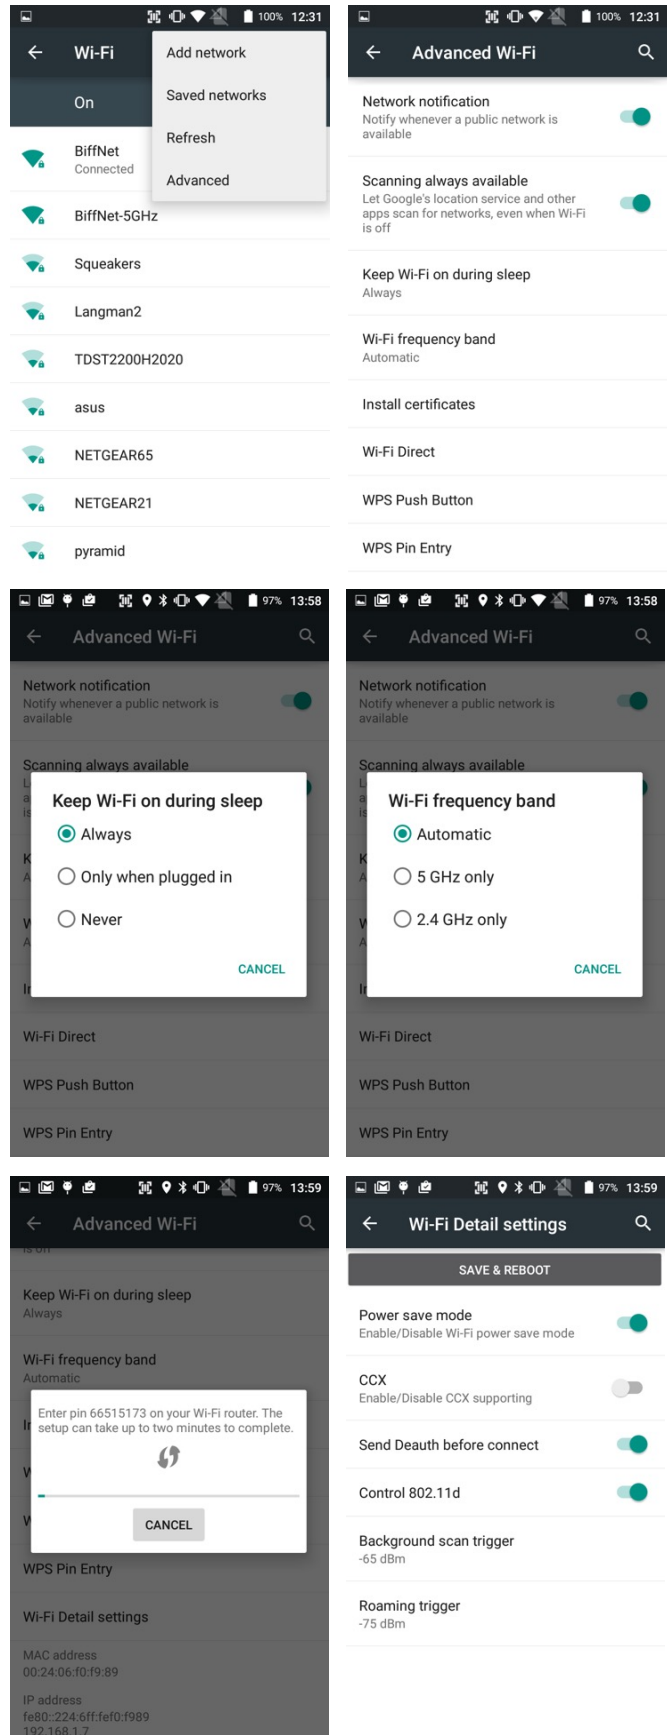 100% 12:31
Wi-Fi
Add network
On
Saved networks
Refresh
BiffNet
Connected
Advanced
BiffNet-5GHz
Squeakers
Langman2
TDST2200H2020
asus
NETGEAR65
NETGEAR21
pyramid
100% 12:31
Advanced Wi-Fi
Network notification
Notify whenever a public network is
available
Scanning always available
Let Google's location service and other
apps scan for networks, even when Wi-Fi
is off
Keep Wi-Fi on during sleep
Always
Wi-Fi frequency band
Automatic
Install certificates
Wi-Fi Direct
WPS Push Button
WPS Pin Entry
97% 13:58
Advanced Wi-Fi
Network notification
Notify whenever a public network is
available
Scanning always available
Keep Wi-Fi on during sleep
Always
Only when plugged in
Never
CANCEL
Wi-Fi Direct
WPS Push Button
WPS Pin Entry
97% 13:58
Advanced Wi-Fi
Network notification
Notify whenever a public network is
available
Scanning always available
Wi-Fi frequency band
Automatic
5 GHz only
2.4 GHz only
CANCEL
Wi-Fi Direct
WPS Push Button
WPS Pin Entry
97% 13:59
Advanced Wi-Fi
is off
Keep Wi-Fi on during sleep
Always
Wi-Fi frequency band
Automatic
Enter pin 66515173 on your Wi-Fi router. The
setup can take up to two minutes to complete.
CANCEL
WPS Pin Entry
Wi-Fi Detail settings
MAC address
00:24:06:f0:f9:89
IP address
fe80::224:6ff:fef0:f989
192.168.1.7
97% 13:59
Wi-Fi Detail settings
SAVE & REBOOT
Power save mode
Enable/Disable Wi-Fi power save mode
CCX
Enable/Disable CCX supporting
Send Deauth before connect
Control 802.11d
Background scan trigger
-65 dBm
Roaming trigger
-75 dBm